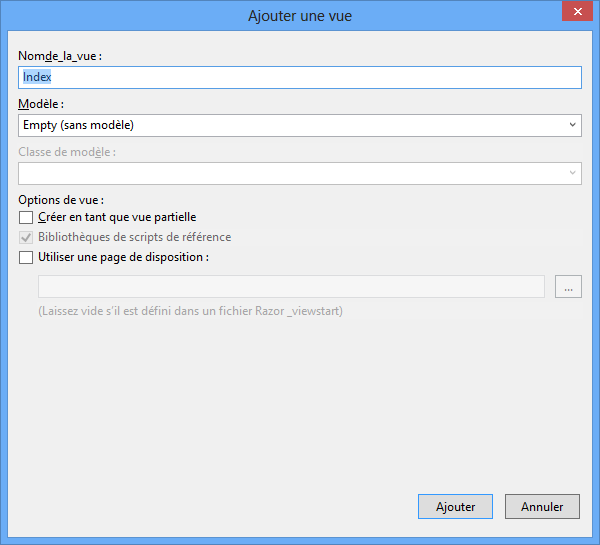 Ajouter une vue
Nomde_la_vue :
Index
Modèle :
Empty (sans modèle)
Classe de modèle :
Options de vue :
Créer en tant que vue partielle
Bibliothèques de scripts de référence
Utiliser une page de disposition :
...
(Laissez vide s'il est défini dans un fichier Razor _viewstart)
Ajouter
Annuler